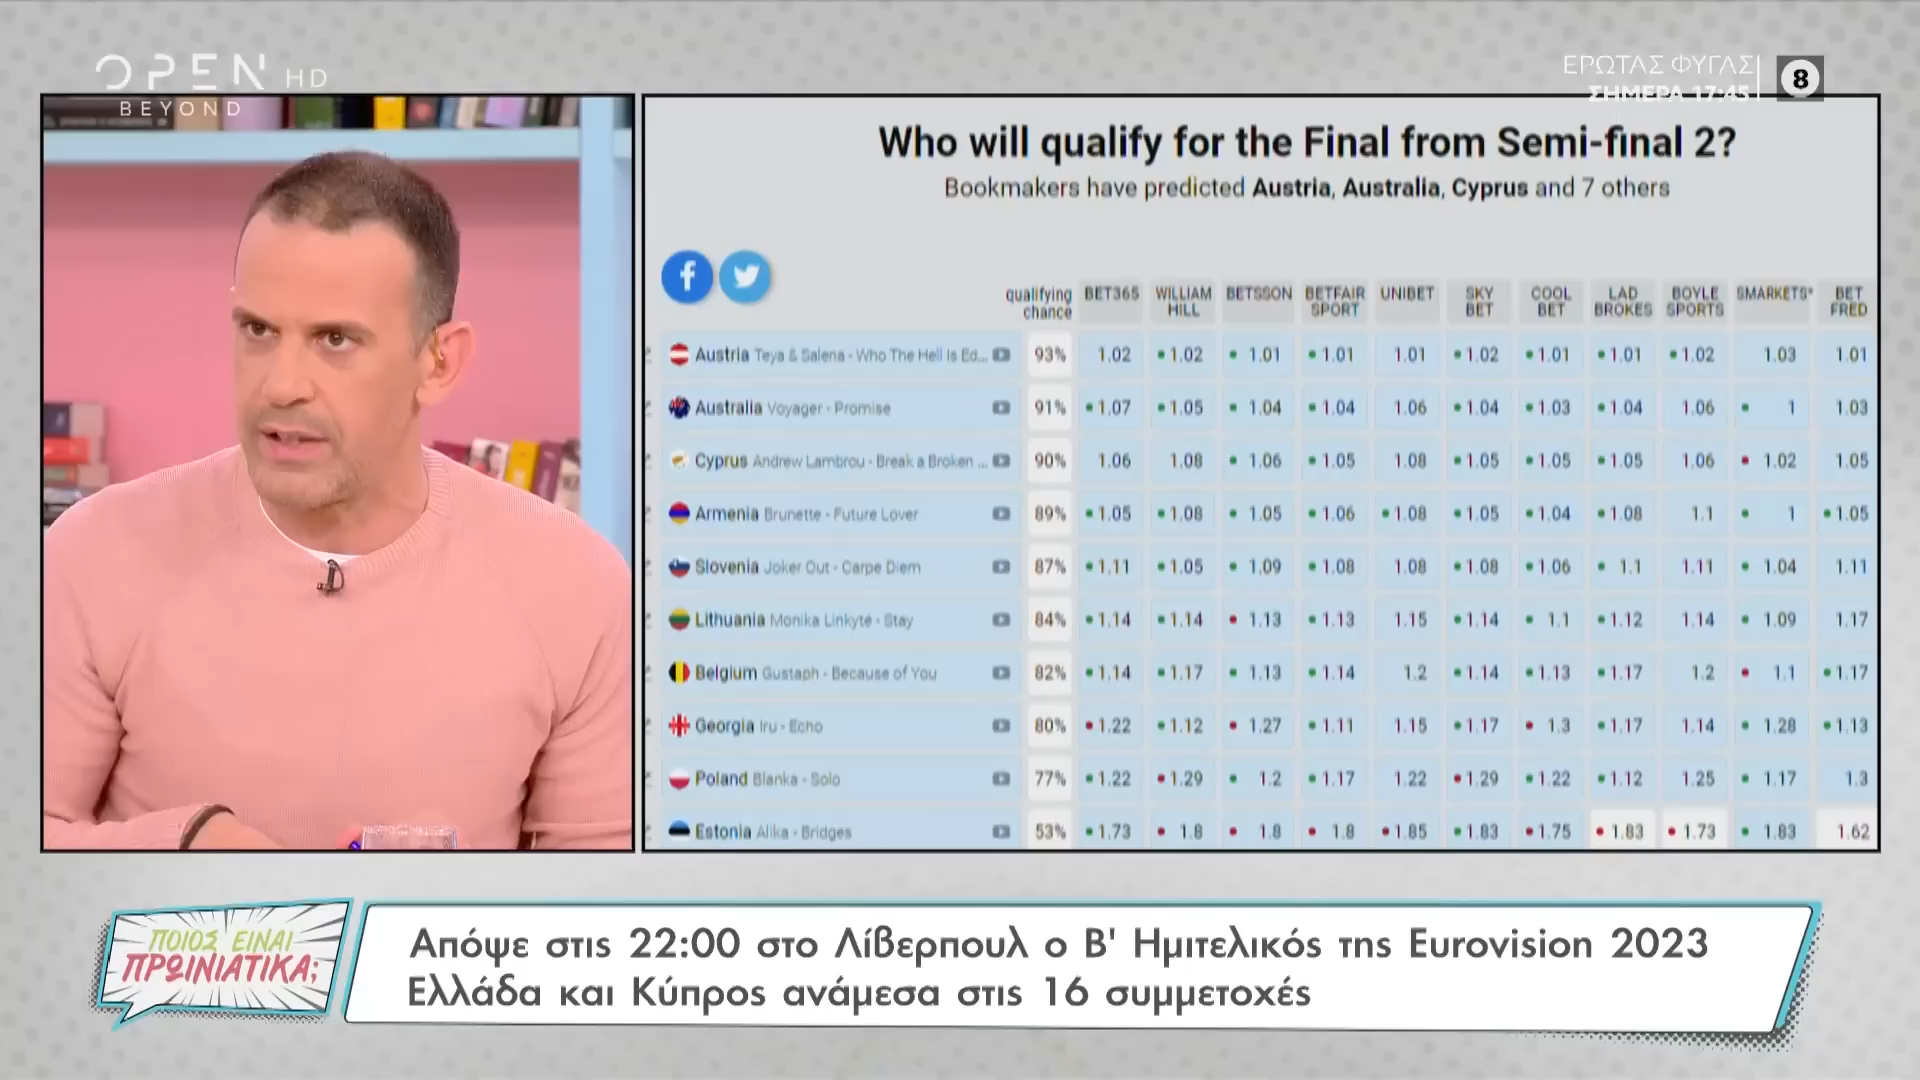 OPEN HD
BEYOND
ΕΡΩΤΑΣ ΦΥΓΑΣ
ΣΗΜΕΡΑ 17:45
8
Who will qualify for the Final from Semi-final 2?
Bookmakers have predicted Austria, Australia, Cyprus and 7 others
qualifying chance BET365 WILLIAM HILL BETSSON BETFAIR SPORT UNIBET SKY BET COOL BET LAD BROKES BOYLE SPORTS SMARKETS* BET FRED
Austria Teya & Salena - Who The Hell Is Ed... 93% 1.02 1.02 1.01 1.01 1.01 1.02 1.01 1.01 1.02 1.03 1.01
Australia Voyager - Promise 91% 1.07 1.05 1.04 1.04 1.06 1.04 1.03 1.04 1.06 1 1.03
Cyprus Andrew Lambrou - Break a Broken ... 90% 1.06 1.08 1.06 1.05 1.08 1.05 1.05 1.05 1.06 1.02 1.05
Armenia Brunette - Future Lover 89% 1.05 1.08 1.05 1.06 1.08 1.05 1.04 1.08 1.1 1 1.05
Slovenia Joker Out - Carpe Diem 87% 1.11 1.05 1.09 1.08 1.08 1.08 1.06 1.1 1.11 1.04 1.11
Lithuania Monika Linkyte - Stay 84% 1.14 1.14 1.13 1.13 1.15 1.14 1.1 1.12 1.14 1.09 1.17
Belgium Gustaph - Because of You 82% 1.14 1.17 1.13 1.14 1.2 1.14 1.13 1.17 1.2 1.1 1.17
Georgia Iru - Echo 80% 1.22 1.12 1.27 1.11 1.15 1.17 1.3 1.17 1.14 1.28 1.13
Poland Blanka - Solo 77% 1.22 1.29 1.2 1.17 1.22 1.29 1.22 1.12 1.25 1.17 1.3
Estonia Alika - Bridges 53% 1.73 1.8 1.8 1.8 1.85 1.83 1.75 1.83 1.73 1.83 1.62
ΠΟΙΟΣ ΕΙΝΑΙ
ΠΡΩΙΝΙΑΤΙΚΑ;
Απόψε στις 22:00 στο Λίβερπουλ ο Β' Ημιτελικός της Eurovision 2023
Ελλάδα και Κύπρος ανάμεσα στις 16 συμμετοχές